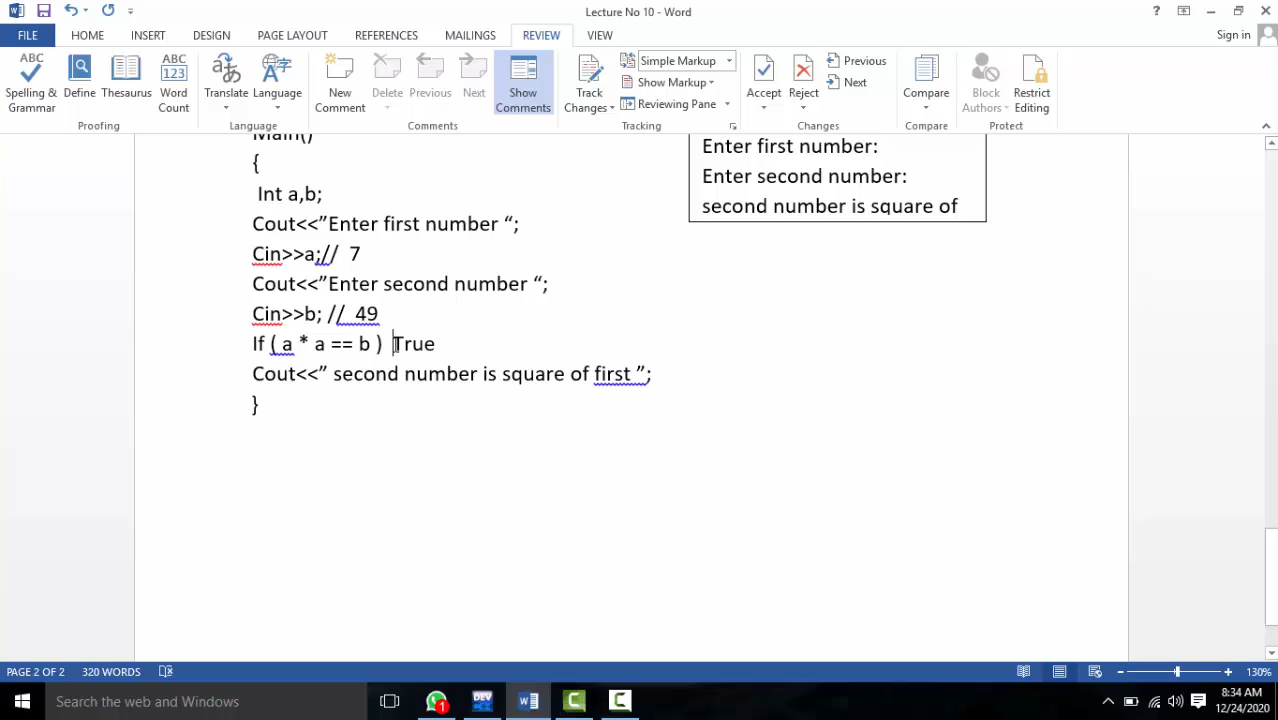 Lecture No 10 - Word
FILE HOME INSERT DESIGN PAGE LAYOUT REFERENCES MAILINGS REVIEW VIEW Sign in
Spelling & Grammar Define Thesaurus Word Count Translate Language New Comment Delete Previous Next Show Comments Track Changes Simple Markup Show Markup Reviewing Pane Accept Reject Previous Next Compare Block Authors Restrict Editing
Proofing Language Comments Tracking Changes Compare Protect
Main()
{
Int a,b;
Cout<<”Enter first number “;
Cin>>a;// 7
Cout<<”Enter second number “;
Cin>>b; // 49
If ( a * a == b ) True
Cout<<” second number is square of first ”;
}
Enter first number:
Enter second number:
second number is square of
PAGE 2 OF 2 320 WORDS 130%
Search the web and Windows
8:34 AM
12/24/2020